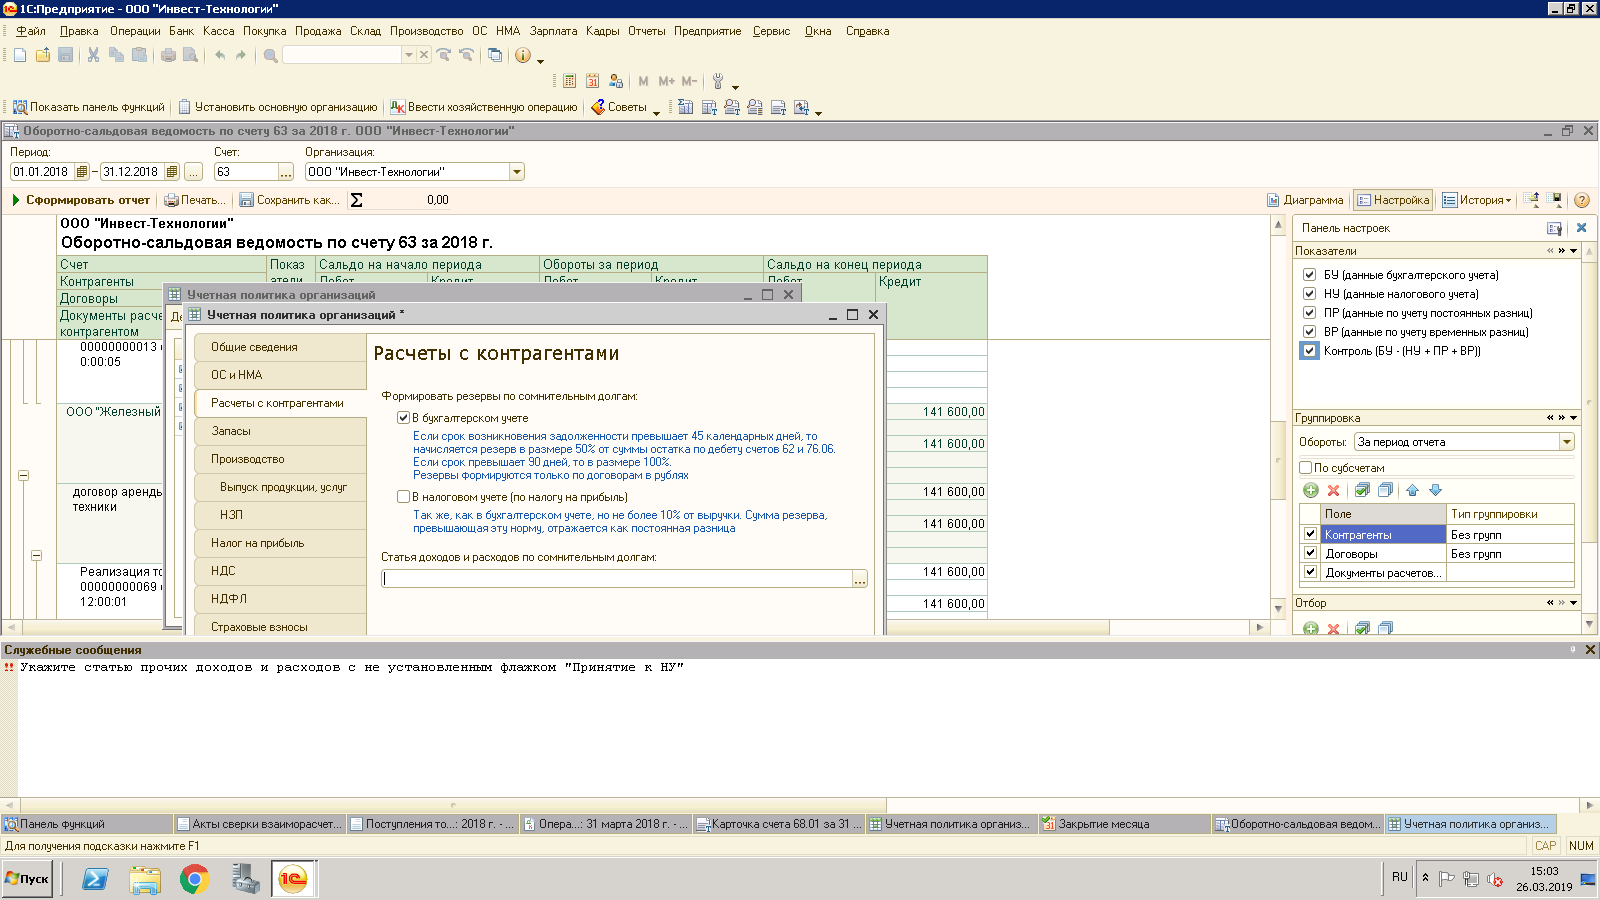 1С:Предприятие - ООО "Инвест-Технологии"
Файл Правка Операции Банк Касса Покупка Продажа Склад Производство ОС НМА Зарплата Кадры Отчеты Предприятие Сервис Окна Справка
M M+ M-
Показать панель функций Установить основную организацию Ввести хозяйственную операцию Советы
Оборотно-сальдовая ведомость по счету 63 за 2018 г. ООО "Инвест-Технологии"
Период: Счет: Организация:
01.01.2018 – 31.12.2018 ... 63 ... ООО "Инвест-Технологии"
Сформировать отчет Печать... Сохранить как... Σ 0,00 Диаграмма Настройка История
ООО "Инвест-Технологии"
Оборотно-сальдовая ведомость по счету 63 за 2018 г.
Счет Показ Сальдо на начало периода Обороты за период Сальдо на конец периода
Контрагенты Кредит
Договоры
Документы расче
контрагентом
00000000013
0:00:05
ООО "Железный 141 600,00
141 600,00
договор аренды 141 600,00
техники
141 600,00
Реализация то 141 600,00
00000000069
12:00:01 141 600,00
Учетная политика организаций
Учетная политика организаций *
Общие сведения
ОС и НМА
Расчеты с контрагентами
Запасы
Производство
Выпуск продукции, услуг
НЗП
Налог на прибыль
НДС
НДФЛ
Страховые взносы
Расчеты с контрагентами
Формировать резервы по сомнительным долгам:
В бухгалтерском учете
Если срок возникновения задолженности превышает 45 календарных дней, то
начисляется резерв в размере 50% от суммы остатка по дебету счетов 62 и 76.06.
Если срок превышает 90 дней, то в размере 100%.
Резервы формируются только по договорам в рублях
В налоговом учете (по налогу на прибыль)
Так же, как в бухгалтерском учете, но не более 10% от выручки. Сумма резерва,
превышающая эту норму, отражается как постоянная разница
Статья доходов и расходов по сомнительным долгам:
...
Панель настроек
Показатели
БУ (данные бухгалтерского учета)
НУ (данные налогового учета)
ПР (данные по учету постоянных разниц)
ВР (данные по учету временных разниц)
Контроль (БУ - (НУ + ПР + ВР))
Группировка
Обороты: За период отчета
По субсчетам
Поле Тип группировки
Контрагенты Без групп
Договоры Без групп
Документы расчетов...
Отбор
Служебные сообщения
!! Укажите статью прочих доходов и расходов с не установленным флажком "Принятие к НУ"
Панель функций Акты сверки взаиморасчет... Поступления то...: 2018 г. - ... Опера...: 31 марта 2018 г. - ... Карточка счета 68.01 за 31 ... Учетная политика организ... Закрытие месяца Оборотно-сальдовая ведом... Учетная политика организ...
Для получения подсказки нажмите F1 CAP NUM
Пуск RU 15:03
26.03.2019